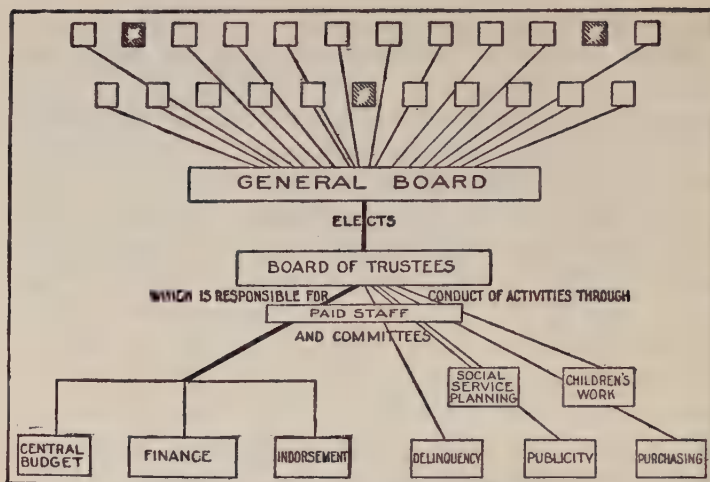 GENERAL BOARD
ELECTS
BOARD OF TRUSTEES
WHICH IS RESPONSIBLE FOR CONDUCT OF ACTIVITIES THROUGH
PAID STAFF
AND COMMITTEES
SOCIAL
SERVICE
PLANNING
CHILDREN'S
WORK
CENTRAL
BUDGET
FINANCE
INDORSEMENT
DELINQUENCY
PUBLICITY
PURCHASING